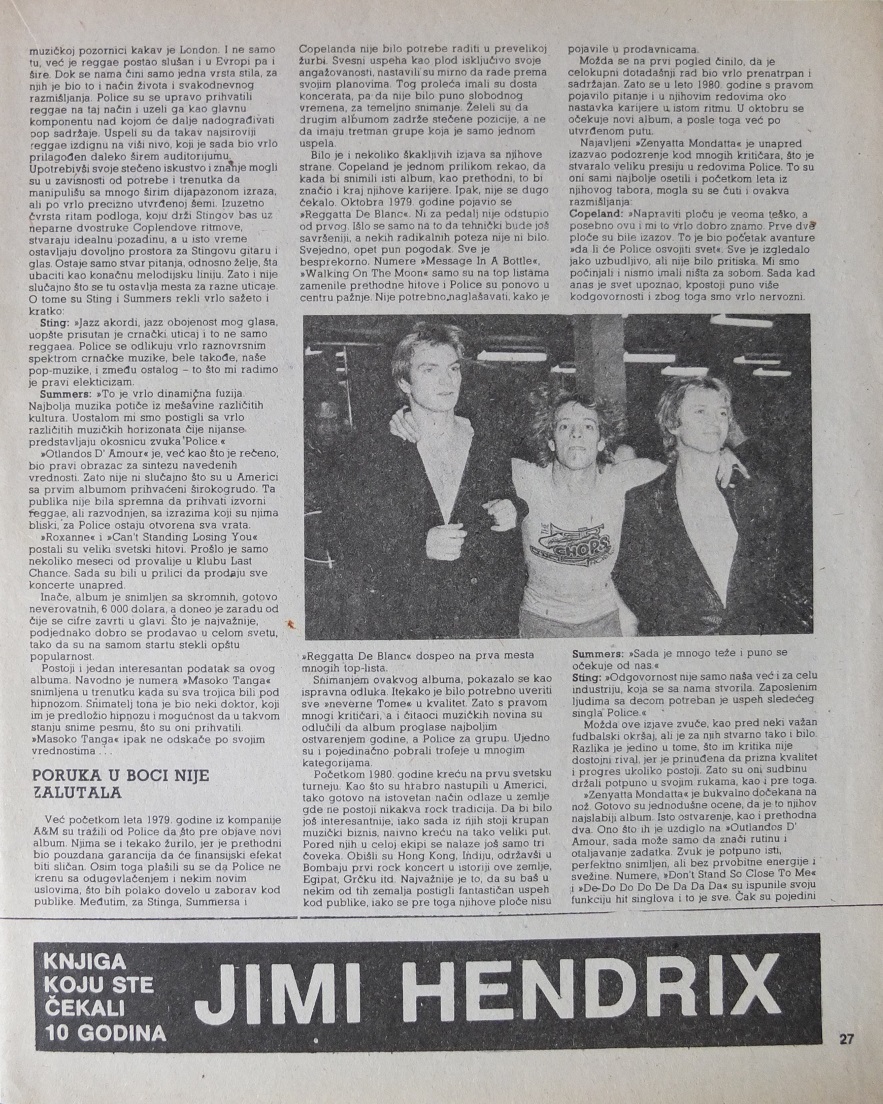 muzičkoj pozornici kakav je London. I ne samo
tu, već je reggae postao slušan i u Evropi pa i
šire. Dok se nama čini samo jedna vrsta stila, za
njih je bio to i način života i svakodnevnog
razmišljanja. Police su se upravo prihvatili
reggae na taj način i uzeli ga kao glavnu
komponentu nad kojom će dalje nadograđivati
pop sadržaje. Uspeli su da takav najsiroviji
reggae izdignu na viši nivo, koji je sada bio vrlo
prilagođen daleko širem auditorijumu.
Upotrebivši svoje stečeno iskustvo i znanje mogli
su u zavisnosti od potrebe i trenutka da
manipulišu sa mnogo širim dijapazonom izraza,
ali po vrlo precizno utvrđenoj šemi. Izuzetno
čvrsta ritam podloga, koju drži Stingov bas uz
neparne dvostruke Coplendove ritmove,
stvaraju idealnu pozadinu, a u isto vreme
ostavljaju dovoljno prostora za Stingovu gitaru i
glas. Ostaje samo stvar pitanja, odnosno želje, šta
ubaciti kao konačnu melodijsku liniju. Zato i nije
slučajno što se tu ostavlja mesta za razne uticaje.
O tome su Sting i Summers rekli vrlo sažeto i
kratko:
Sting: »Jazz akordi, jazz obojenost mog glasa,
uopšte prisutan je crnački uticaj i to ne samo
reggaea. Police se odlikuju vrlo raznovrsnim
spektrom crnačke muzike, bele takođe, naše
pop-muzike, i između ostalog – to što mi radimo
je pravi elekticizam.
Summers: »To je vrlo dinamična fuzija.
Najbolja muzika potiče iz mešavine različitih
kultura. Uostalom mi smo postigli sa vrlo
različitih muzičkih horizonata čije nijanse
predstavljaju okosnicu zvuka Police.«
»Otlandos D' Amour« je, već kao što je rečeno,
bio pravi obrazac za sintezu navedenih
vrednosti. Zato nije ni slučajno što su u Americi
sa prvim albumom prihvaćeni širokogrudo. Ta
publika nije bila spremna da prihvati izvorni
reggae, ali razvodnjen, sa izrazima koji su njima
bliski, za Police ostaju otvorena sva vrata.
»Roxanne« i »Can't Standing Losing You«
postali su veliki svetski hitovi. Prošlo je samo
nekoliko meseci od provalije u klubu Last
Chance. Sada su bili u prilici da prodaju sve
koncerte unapred.
Inače, album je snimljen sa skromnih, gotovo
neverovatnih, 6 000 dolara, a doneo je zaradu od
čije se cifre zavrti u glavi. Što je najvažnije,
podjednako dobro se prodavao u celom svetu,
tako da su na samom startu stekli opštu
popularnost.
Postoji i jedan interesantan podatak sa ovog
albuma. Navodno je numera »Masoko Tanga«
snimljena u trenutku kada su sva trojica bili pod
hipnozom. Snimatelj tona je bio neki doktor, koji
im je predložio hipnozu i mogućnost da u takvom
stanju snime pesmu, što su oni prihvatili.
»Masoko Tanga« ipak ne odskače po svojim
vrednostima . . .
PORUKA U BOCI NIJE
ZALUTALA
Već početkom leta 1979. godine iz kompanije
A&M su tražili od Police da što pre objave novi
album. Njima se i tekako žurilo, jer je prethodni
bio pouzdana garancija da će finansijski efekat
biti sličan. Osim toga plašili su se da Police ne
krenu sa odugovlačenjem i nekim novim
uslovima, što bih polako dovelo u zaborav kod
publike. Međutim, za Stinga, Summersa i
Copelanda nije bilo potrebe raditi u prevelikoj
žurbi. Svesni uspeha kao plod isključivo svoje
angažovanosti, nastavili su mirno da rade prema
svojim planovima. Tog proleća imali su dosta
koncerata, pa da nije bilo puno slobodnog
vremena, za temeljno snimanje. Želeli su da
drugim albumom zadrže stečene pozicije, a ne
da imaju tretman grupe koja je samo jednom
uspela.
Bilo je i nekoliko škakljivih izjava sa njihove
strane. Copeland je jednom prilikom rekao, da
kada bi snimili isti album, kao prethodni, to bi
značio i kraj njihove karijere. Ipak, nije se dugo
čekalo. Oktobra 1979. godine pojavio se
»Reggatta De Blanc«. Ni za pedalj nije odstupio
od prvog. Išlo se samo na to da tehnički bude još
savršeniji, a nekih radikalnih poteza nije ni bilo.
Svejedno, opet pun pogodak. Sve je
besprekorno. Numere »Message In A Bottle«,
»Walking On The Moon« samo su na top listama
zamenile prethodne hitove i Police su ponovo u
centru pažnje. Nije potrebno naglašavati, kako je
»Reggatta De Blanc« dospeo na prva mesta
mnogih top-lista.
Snimanjem ovakvog albuma, pokazalo se kao
ispravna odluka. Itekako je bilo potrebno uveriti
sve »neverne Tome« u kvalitet. Zato s pravom
mnogi kritičari, a i čitaoci muzičkih novina su
odlučili da album proglase najboljim
ostvarenjem godine, a Police za grupu. Ujedno
su i pojedinačno pobrali trofeje u mnogim
kategorijama.
Početkom 1980. godine kreću na prvu svetsku
turneju. Kao što su hrabro nastupili u Americi,
tako gotovo na istovetan način odlaze u zemlje
gde ne postoji nikakva rock tradicija. Da bi bilo
još interesantnije, iako sada iz njih stoji krupan
muzički biznis, naivno kreću na tako veliki put.
Pored njih u celoj ekipi se nalaze još samo tri
čoveka. Obišli su Hong Kong, Indiju, održavši u
Bombaju prvi rock koncert u istoriji ove zemlje,
Egipat, Grčku itd. Najvažnije je to, da su baš u
nekim od tih zemalja postigli fantastičan uspeh
kod publike, iako se pre toga njihove ploče nisu
pojavile u prodavnicama.
Možda se na prvi pogled činilo, da je
celokupni dotadašnji rad bio vrlo prenatrpan i
sadržajan. Zato se u leto 1980. godine s pravom
pojavilo pitanje i u njihovim redovima oko
nastavka karijere u istom ritmu. U oktobru se
očekuje novi album, a posle toga već po
utvrđenom putu.
Najavljeni »Zenyatta Mondatta« je unapred
izazvao podozrenje kod mnogih kritičara, što je
stvaralo veliku presiju u redovima Police. To su
oni sami najbolje osetili i početkom leta iz
njihovog tabora, mogla su se čuti i ovakva
razmišljanja:
Copeland: »Napraviti ploču je veoma teško, a
posebno ovu i mi to vrlo dobro znamo. Prve dve
ploče su bile izazov. To je bio početak avanture
»da li će Police osvojiti svet«. Sve je izgledalo
jako uzbudljivo, ali nije bilo pritiska. Mi smo
počinjali i nismo imali ništa za sobom. Sada kad
anas je svet upoznao, kpostoji puno više
kodgovornosti i zbog toga smo vrlo nervozni.
Summers: »Sada je mnogo teže i puno se
očekuje od nas.«
Sting: »Odgovornost nije samo naša već i za celu
industriju, koja se sa nama stvorila. Zaposlenim
ljudima sa decom potreban je uspeh sledećeg
singla Police.«
Možda ove izjave zvuče, kao pred neki važan
fudbalski okršaj, ali je za njih stvarno tako i bilo.
Razlika je jedino u tome, što im kritika nije
dostojni rival, jer je prinuđena da prizna kvalitet
i progres ukoliko postoji. Zato su oni sudbinu
držali potpuno u svojim rukama, kao i pre toga.
»Zenyatta Mondatta« je bukvalno dočekana na
nož. Gotovo su jednodušne ocene, da je to njihov
najslabiji album. Isto ostvarenje, kao i prethodna
dva. Ono što ih je uzdiglo na »Outlandos D'
Amour, sada može samo da znači rutinu i
otaljavanje zadatka. Zvuk je potpuno isti,
perfektno snimljen, ali bez prvobitne energije i
svežine. Numere, »Don't Stand So Close To Me«
i »De-Do Do Do De Da Da Da« su ispunile svoju
funkciju hit singlova i to je sve. Čak su pojedini
THE
CHOPS
KNJIGA
KOJU STE
ČEKALI
10 GODINA
JIMI HENDRIX
27